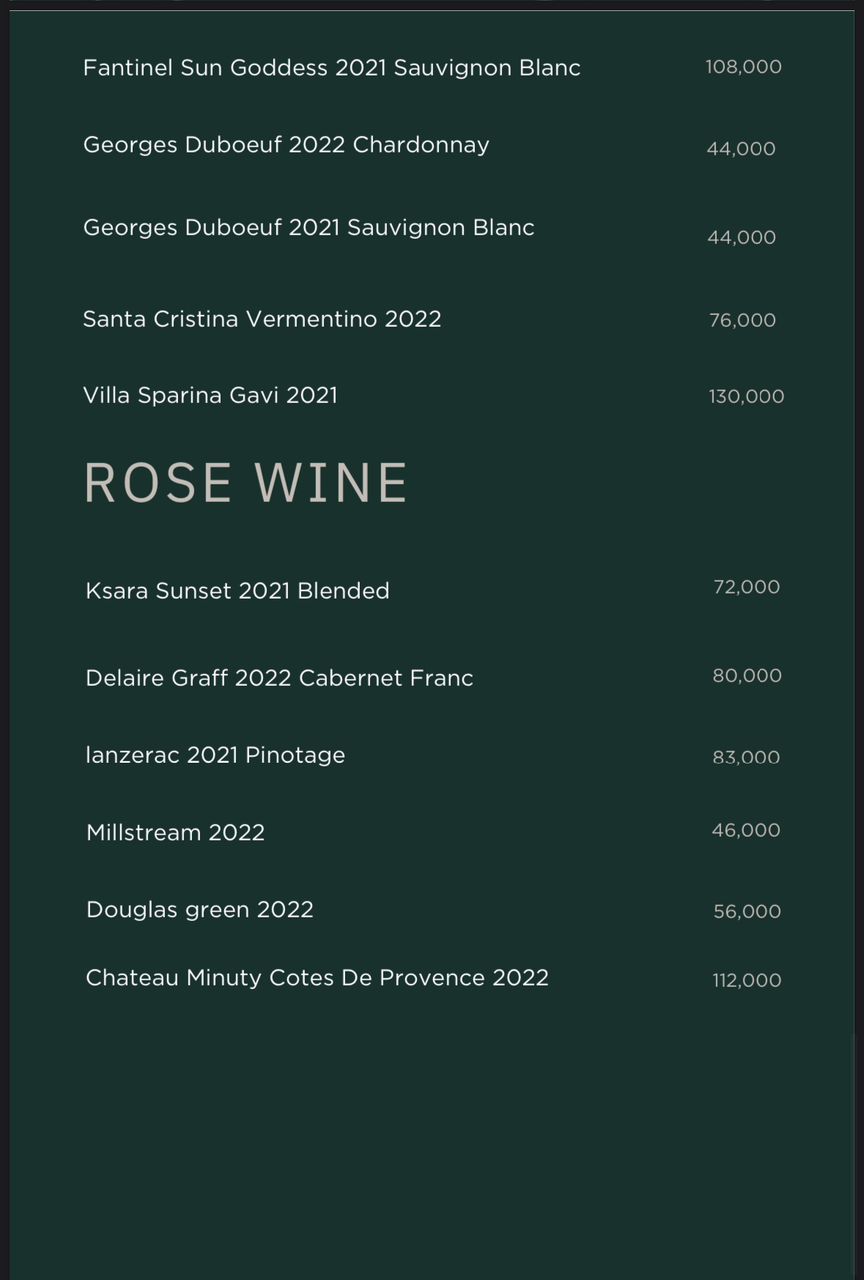 Fantinel Sun Goddess 2021 Sauvignon Blanc 108,000
Georges Duboeuf 2022 Chardonnay 44,000
Georges Duboeuf 2021 Sauvignon Blanc 44,000
Santa Cristina Vermentino 2022 76,000
Villa Sparina Gavi 2021 130,000
ROSE WINE
Ksara Sunset 2021 Blended 72,000
Delaire Graff 2022 Cabernet Franc 80,000
lanzerac 2021 Pinotage 83,000
Millstream 2022 46,000
Douglas green 2022 56,000
Chateau Minuty Cotes De Provence 2022 112,000